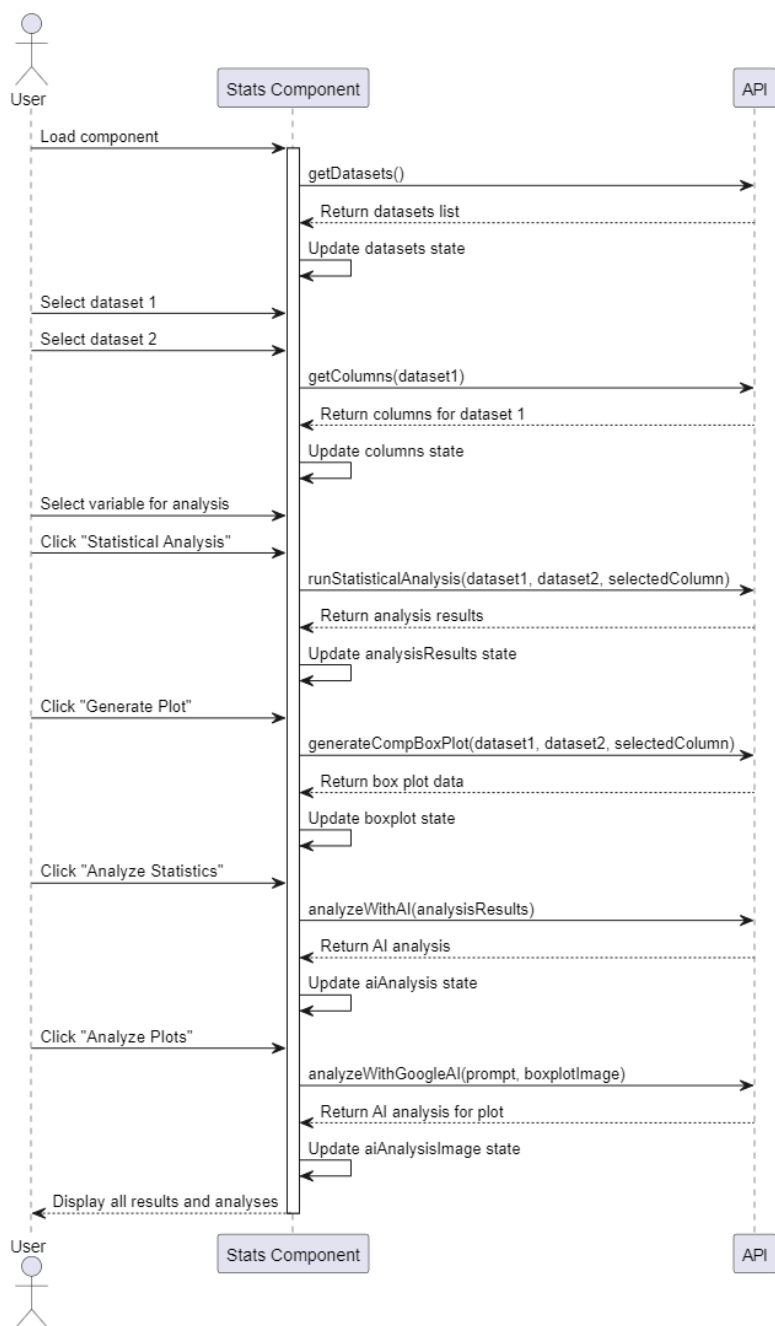 User
Stats Component
API
Load component
getDatasets()
Return datasets list
Update datasets state
Select dataset 1
Select dataset 2
getColumns(dataset1)
Return columns for dataset 1
Update columns state
Select variable for analysis
Click "Statistical Analysis"
runStatisticalAnalysis(dataset1, dataset2, selectedColumn)
Return analysis results
Update analysisResults state
Click "Generate Plot"
generateCompBoxPlot(dataset1, dataset2, selectedColumn)
Return box plot data
Update boxplot state
Click "Analyze Statistics"
analyzeWithAI(analysisResults)
Return AI analysis
Update aiAnalysis state
Click "Analyze Plots"
analyzeWithGoogleAI(prompt, boxplotImage)
Return AI analysis for plot
Update aiAnalysisImage state
Display all results and analyses
User
Stats Component
API